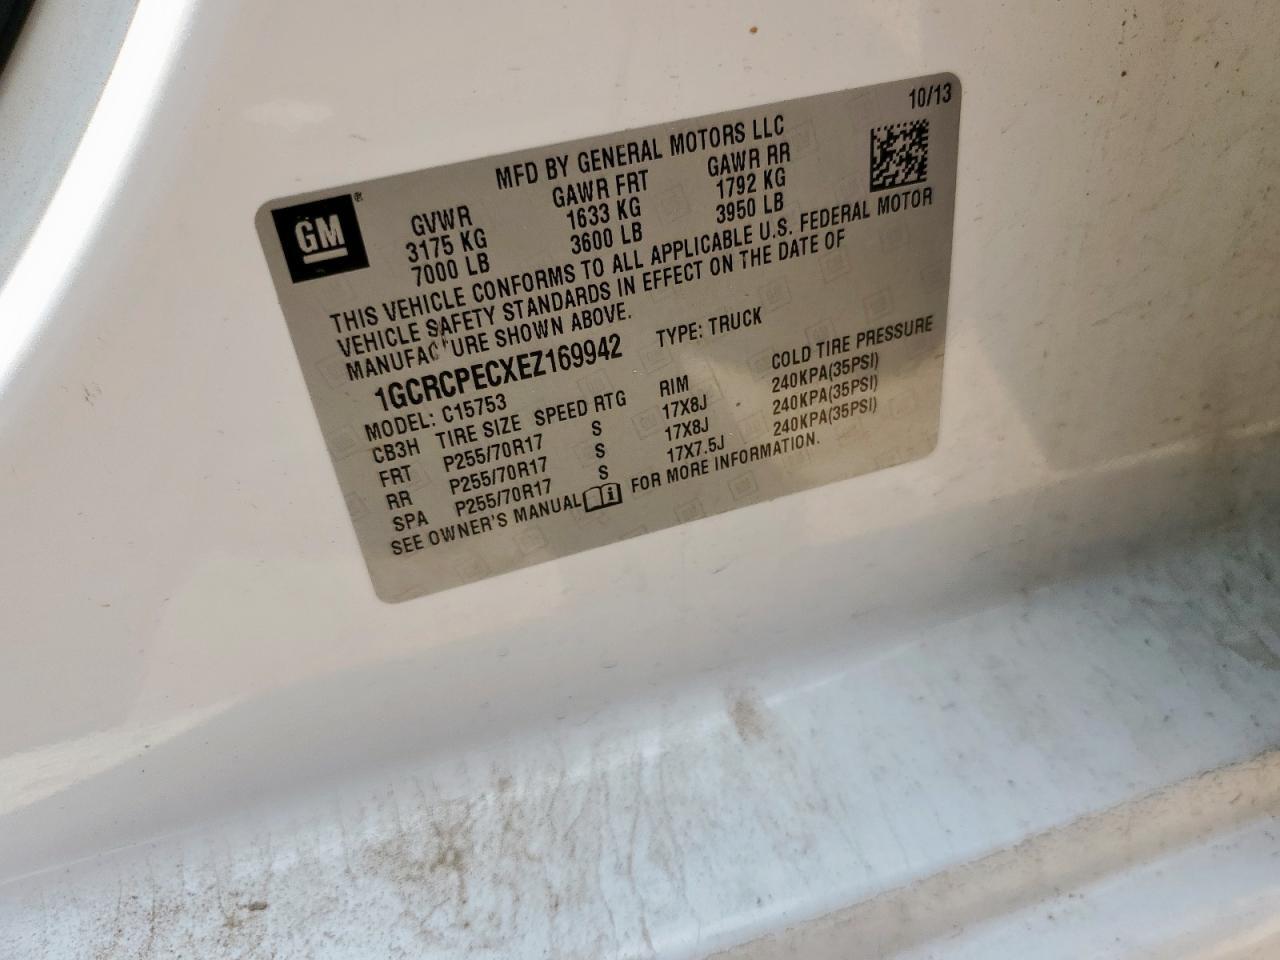 10/13
MFD BY GENERAL MOTORS LLC
GM®
GVWR GAWR FRT GAWR RR
3175 KG 1633 KG 1792 KG
7000 LB 3600 LB 3950 LB
THIS VEHICLE CONFORMS TO ALL APPLICABLE U.S. FEDERAL MOTOR
VEHICLE SAFETY STANDARDS IN EFFECT ON THE DATE OF
MANUFACTURE SHOWN ABOVE.
1GCRCPECXEZ169942 TYPE: TRUCK
MODEL: C15753
CB3H TIRE SIZE SPEED RTG RIM COLD TIRE PRESSURE
FRT P255/70R17 S 17X8J 240KPA(35PSI)
RR P255/70R17 S 17X8J 240KPA(35PSI)
SPA P255/70R17 S 17X7.5J 240KPA(35PSI)
SEE OWNER'S MANUAL i FOR MORE INFORMATION.